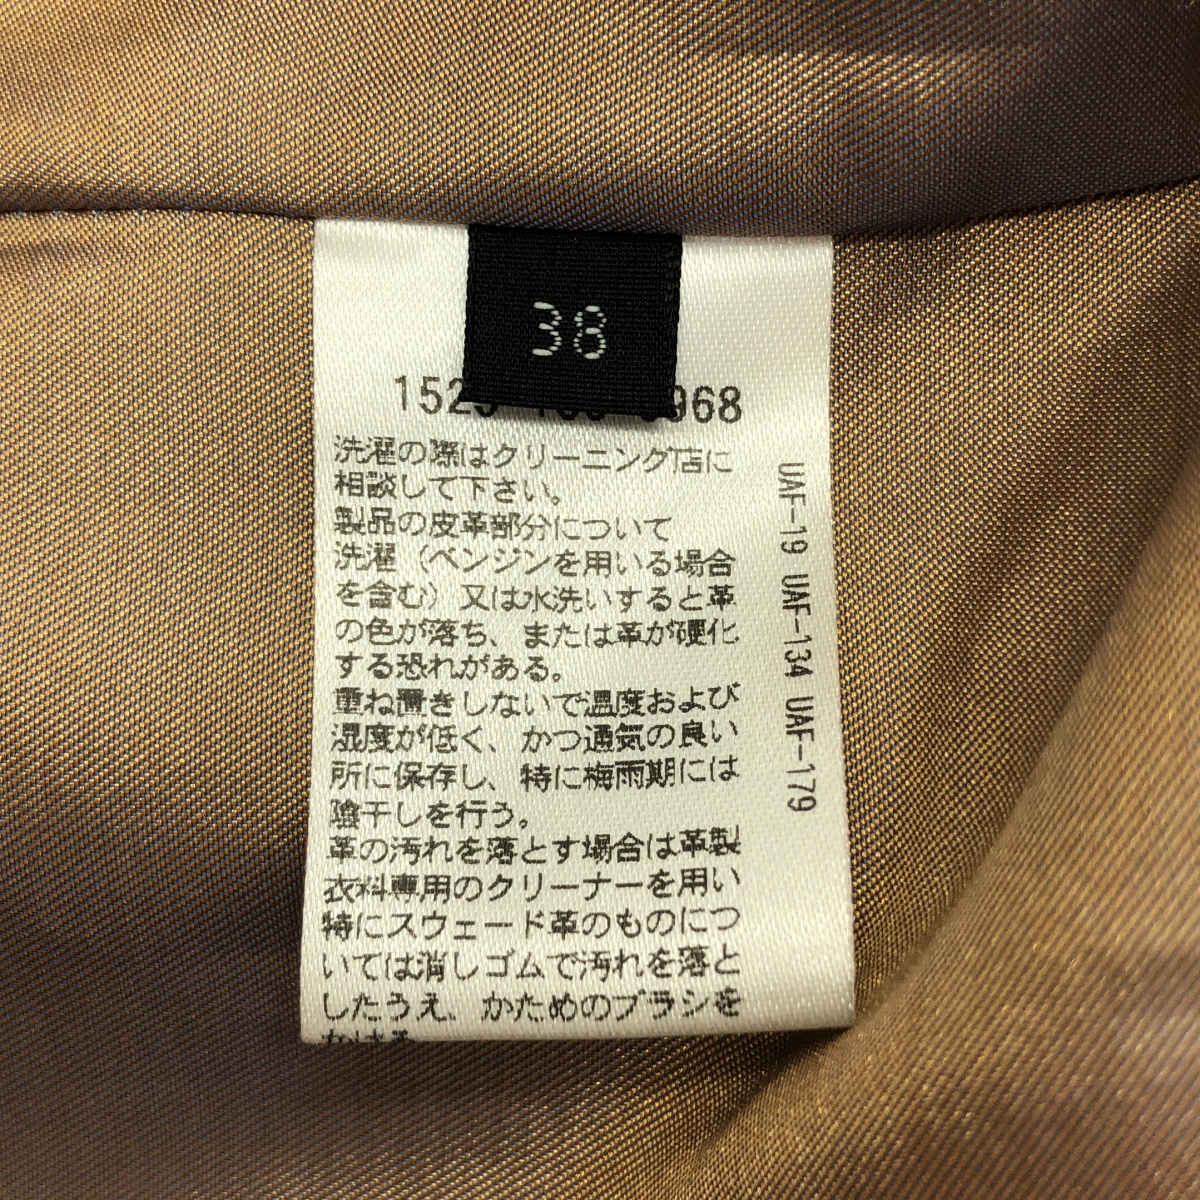 38
968
洗濯の際はクリーニング店に
相談して下さい。
製品の皮革部分について
洗濯（ベンジンを用いる場合
を含む）又は水洗いすると革
の色が落ち、または革が硬化
する恐れがある。
重ね置きしないで温度および
湿度が低く、かつ通気の良い
所に保存し、特に梅雨期には
陰干しを行う。
革の汚れを落とす場合は革製
衣料専用のクリーナーを用い
特にスウェード革のものにつ
いては消しゴムで汚れを落と
したうえ、かためのブラシを
UAF-19 UAF-134 UAF-179